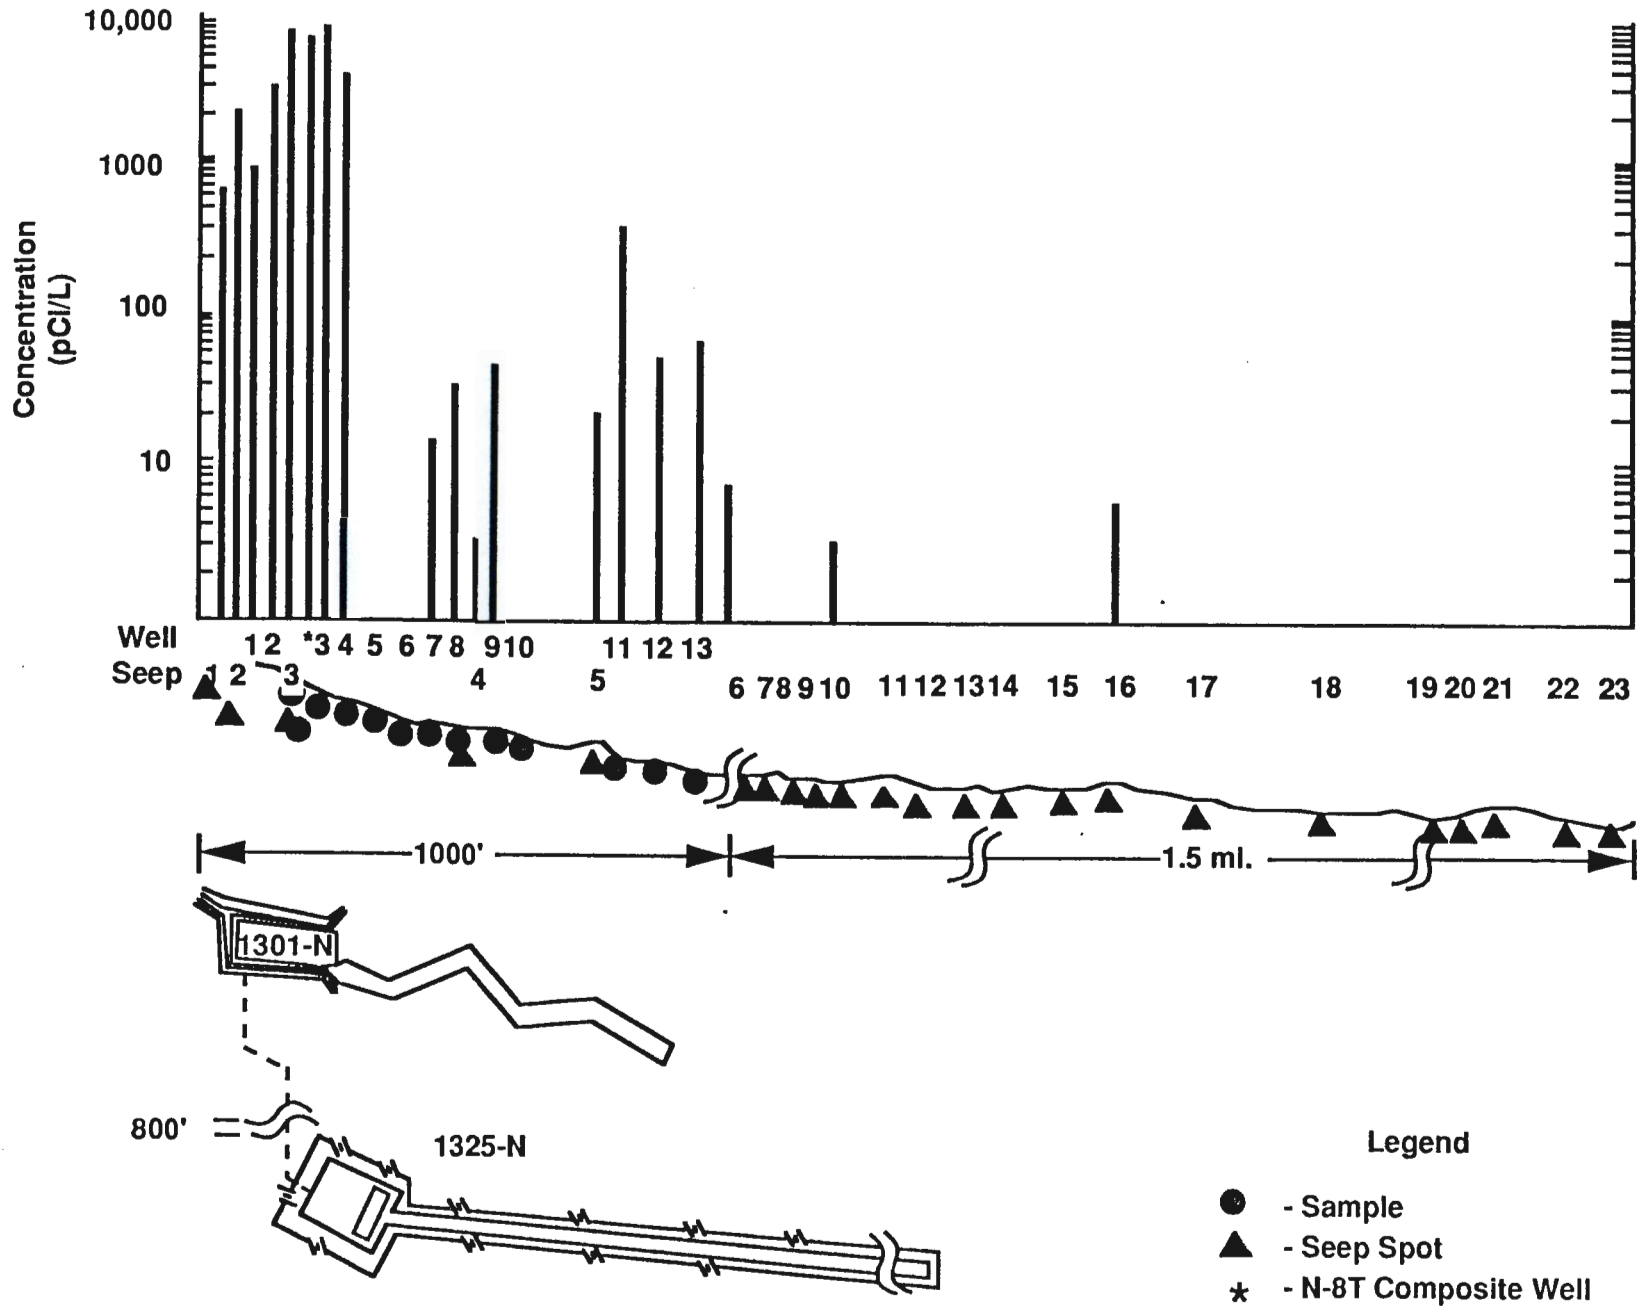 10,000
1000
100
10
Concentration
(pCi/L)
Well 1 2 * 3 4 5 6 7 8 9 10 11 12 13
Seep 1 2 3 4 5 6 7 8 9 10 11 12 13 14 15 16 17 18 19 20 21 22 23
1000'
1.5 mi.
1301-N
800'
1325-N
Legend
- Sample
- Seep Spot
* - N-8T Composite Well